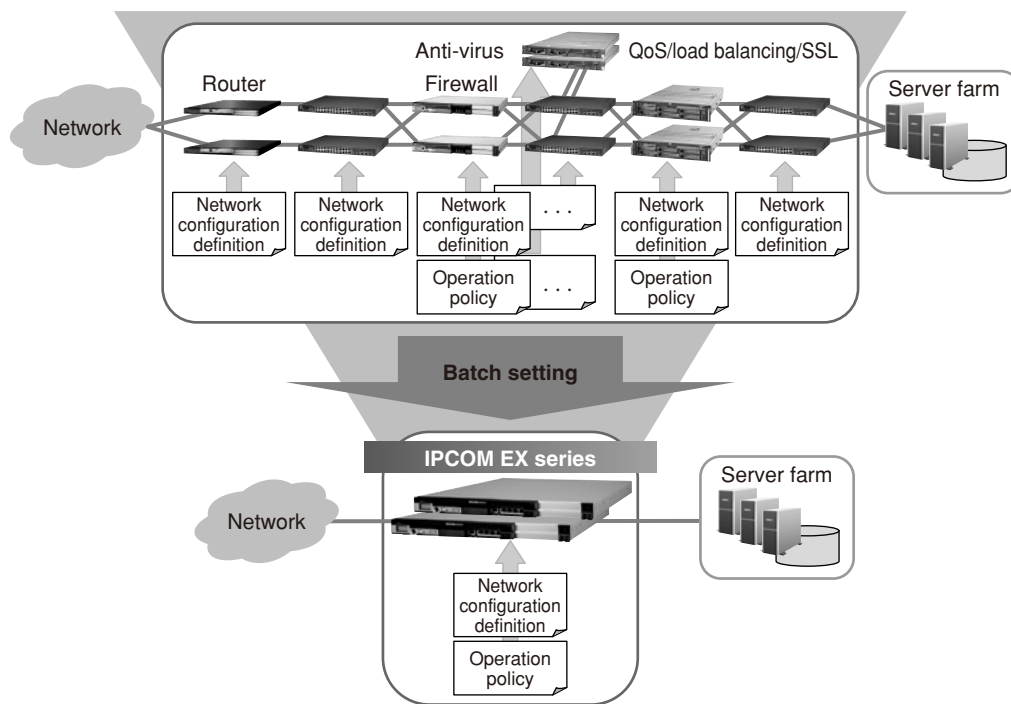 Anti-virus
QoS/load balancing/SSL
Router
Firewall
Server farm
Network
Network
configuration
definition
Network
configuration
definition
Network
configuration
definition
. . .
Network
configuration
definition
Network
configuration
definition
Operation
policy
. . .
Operation
policy
Batch setting
IPCOM EX series
Server farm
Network
Network
configuration
definition
Operation
policy